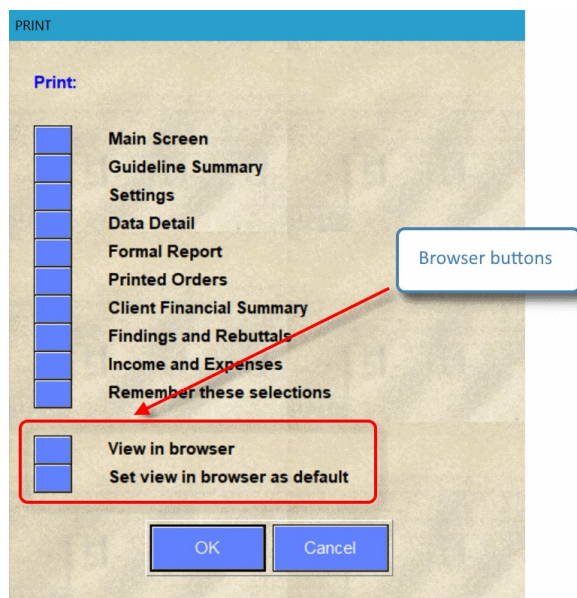 PRINT
Print:
Main Screen
Guideline Summary
Settings
Data Detail
Formal Report
Printed Orders
Client Financial Summary
Findings and Rebuttals
Income and Expenses
Remember these selections
Browser buttons
View in browser
Set view in browser as default
OK
Cancel